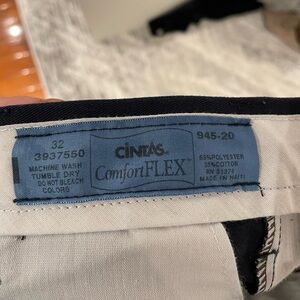 32
3937550
MACHINE WASH
TUMBLE DRY
DO NOT BLEACH
COLORS
CINTAS
ComfortFLEX
945-20
65%POLYESTER
35%COTTON
RN 51374
MADE IN HAITI